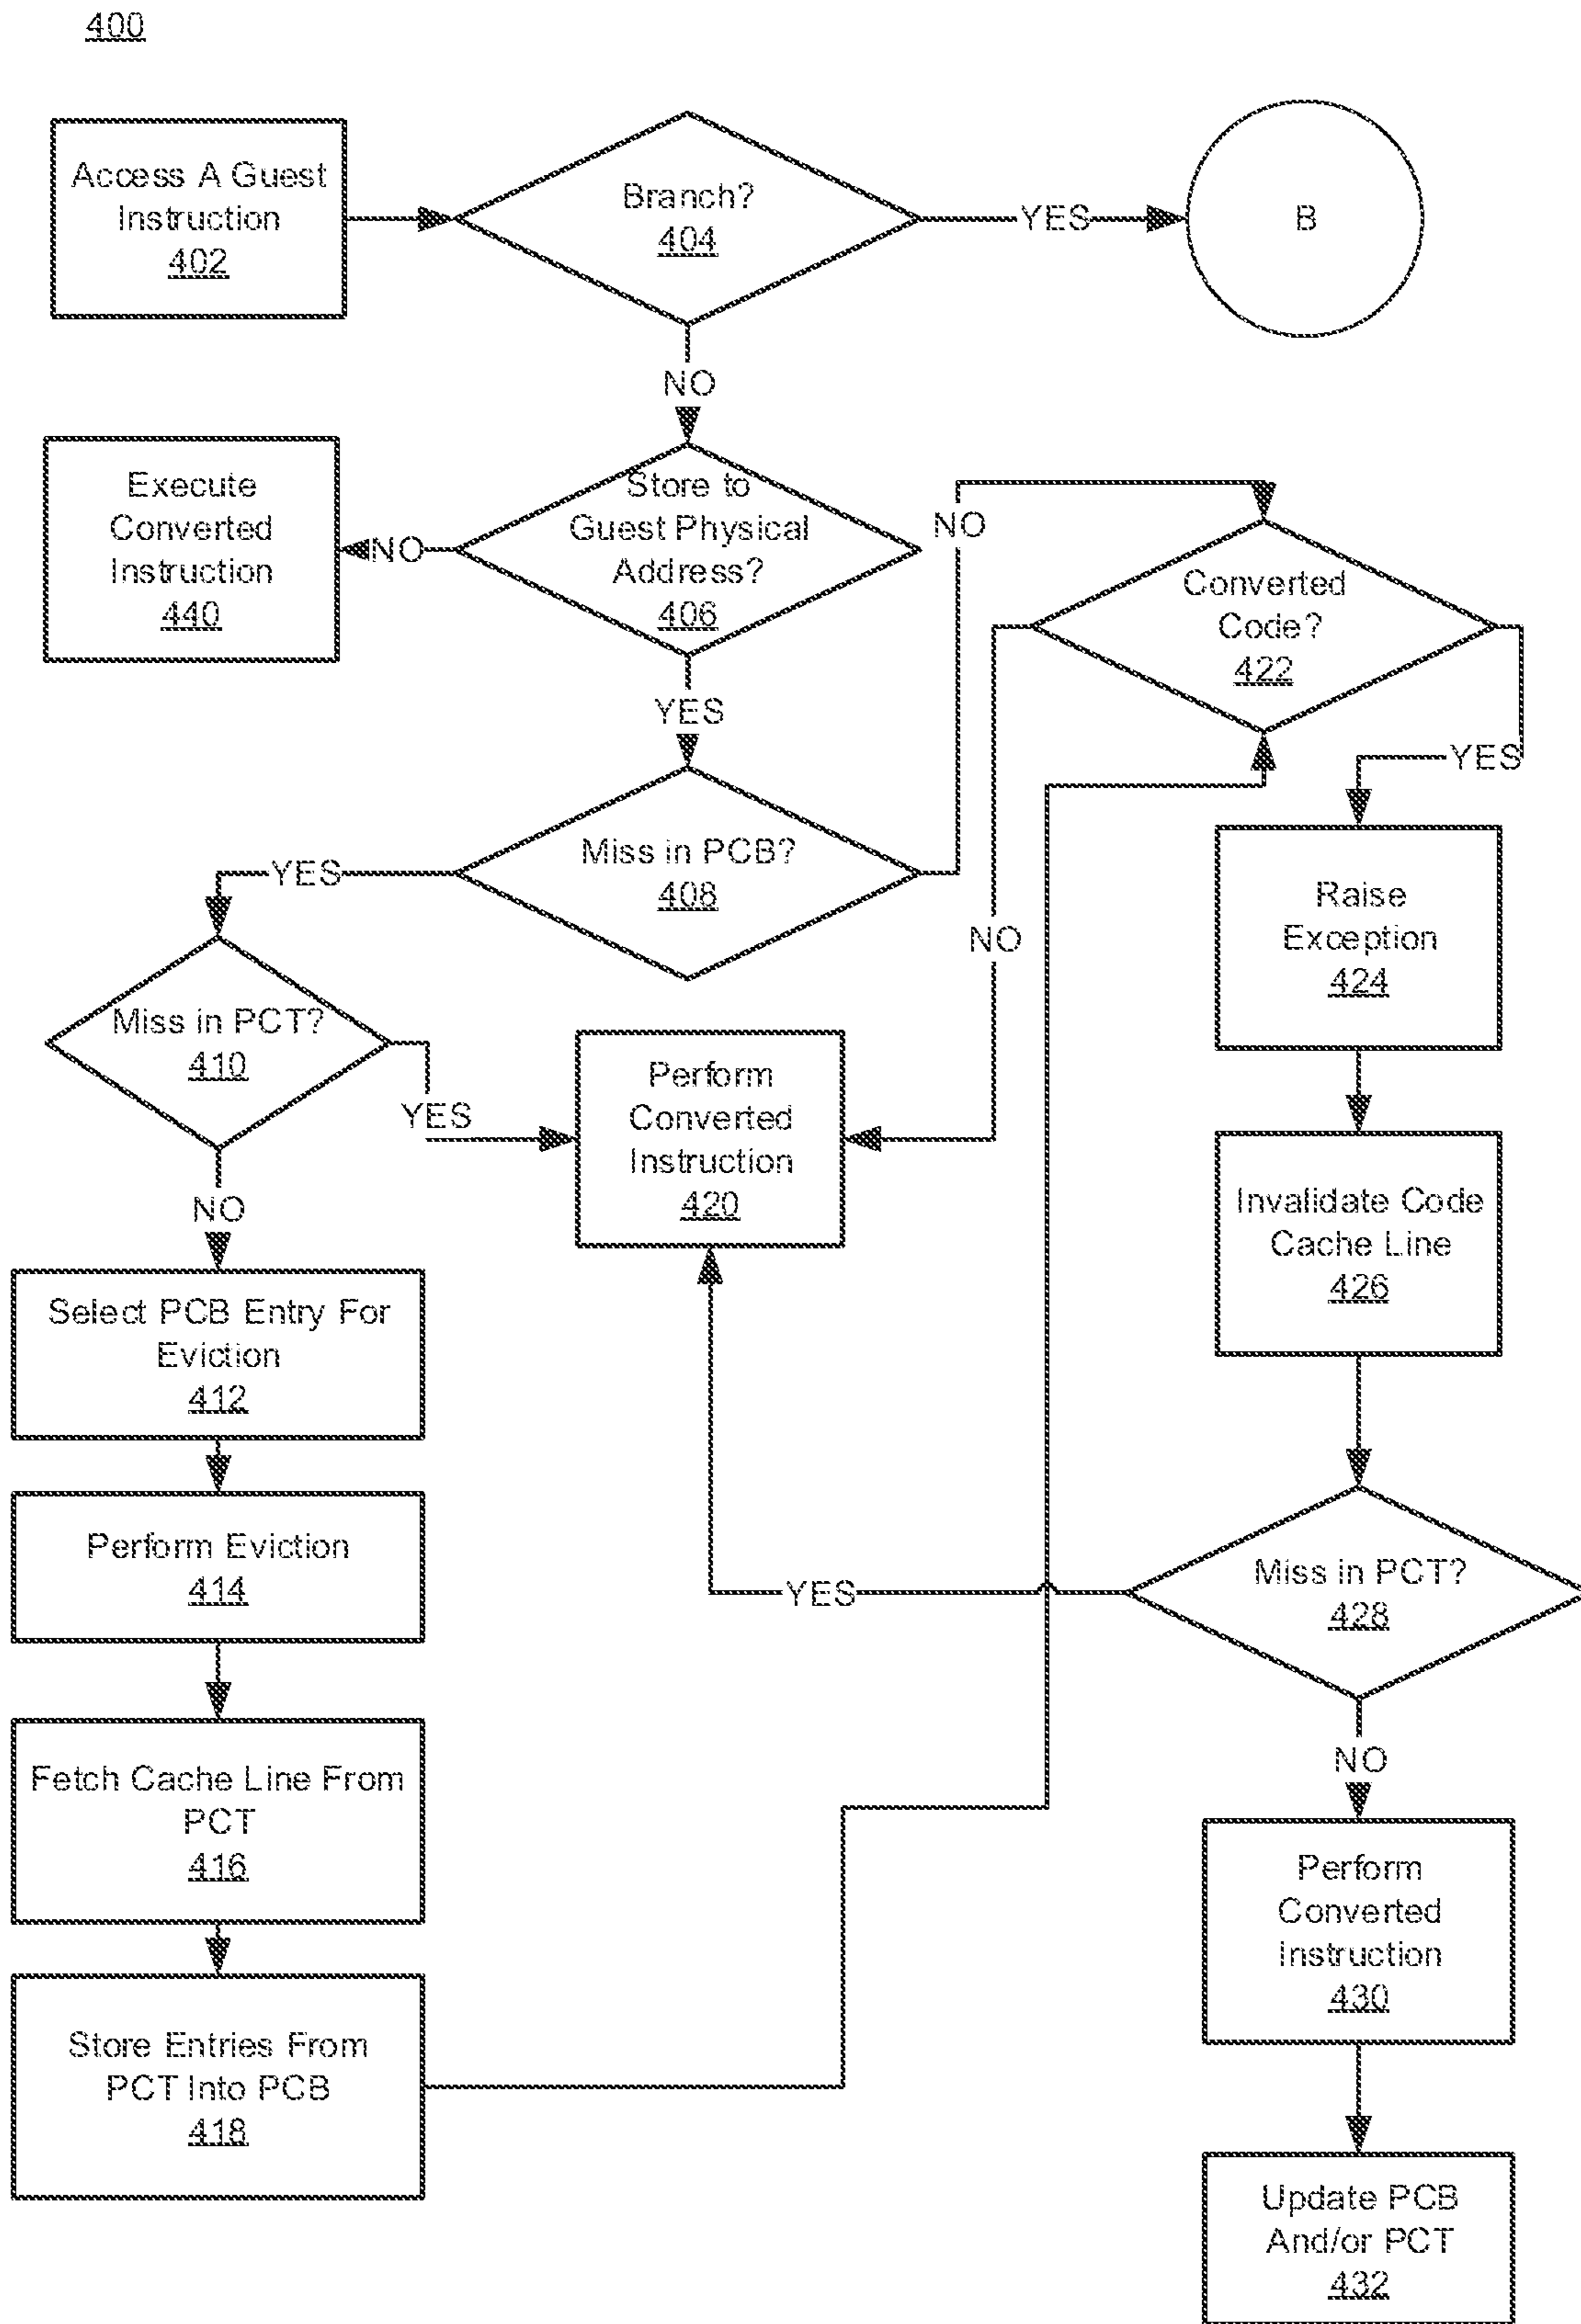 400
Access A Guest
Instruction
402
Branch?
404
YES
B
NO
Execute
Converted
Instruction
440
NO
Store to
Guest Physical
Address?
406
NO
Converted
Code?
422
YES
YES
Miss in PCB?
408
YES
NO
Raise
Exception
424
Miss in PCT?
410
YES
Perform
Converted
Instruction
420
NO
Invalidate Code
Cache Line
426
Select PCB Entry For
Eviction
412
Perform Eviction
414
YES
Miss in PCT?
428
Fetch Cache Line From
PCT
416
NO
Perform
Converted
Instruction
430
Store Entries From
PCT Into PCB
418
Update PCB
And/or PCT
432